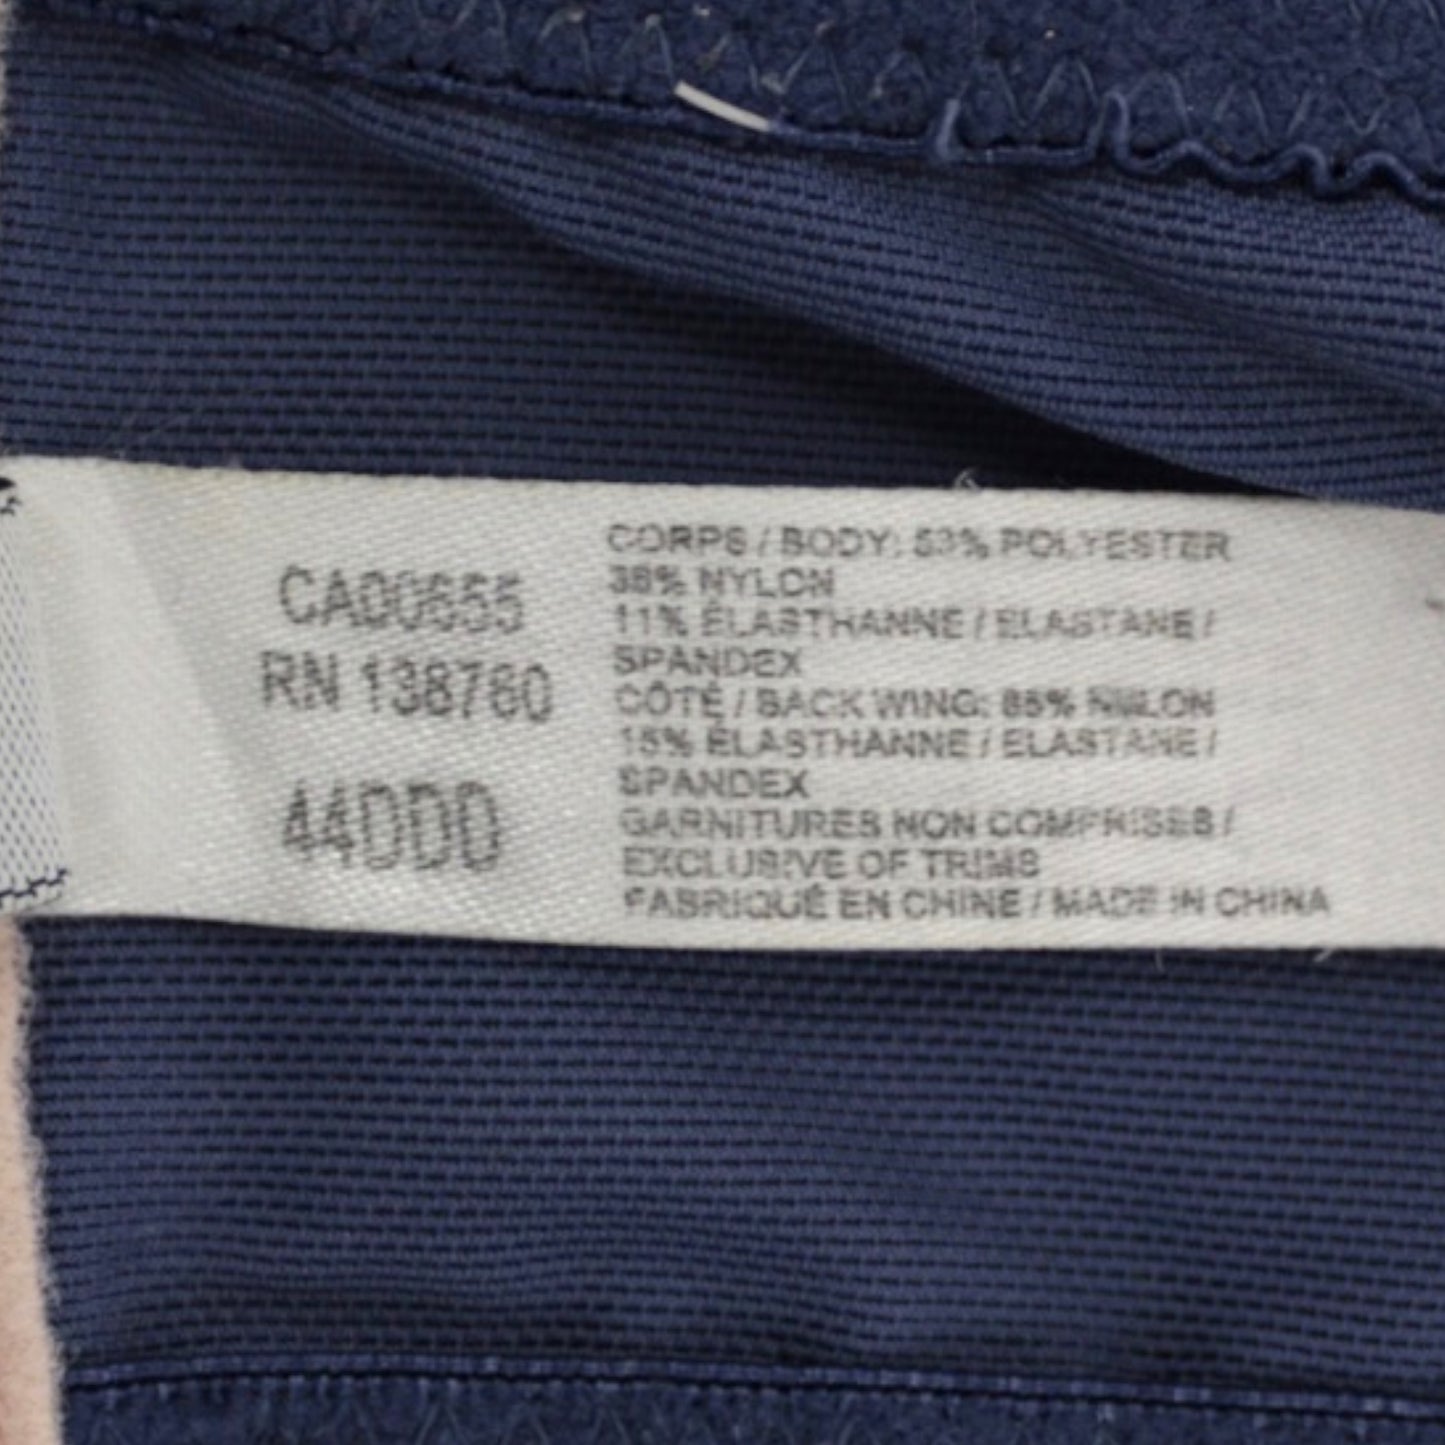 CA00655
RN 138760
44DDD
CORPS / BODY: 53% POLYESTER
36% NYLON
11% ÉLASTHANNE / ELASTANE /
SPANDEX
CÔTÉ / BACK WING: 85% NYLON
15% ÉLASTHANNE / ELASTANE /
SPANDEX
GARNITURES NON COMPRISES /
EXCLUSIVE OF TRIMS
FABRIQUÉ EN CHINE / MADE IN CHINA